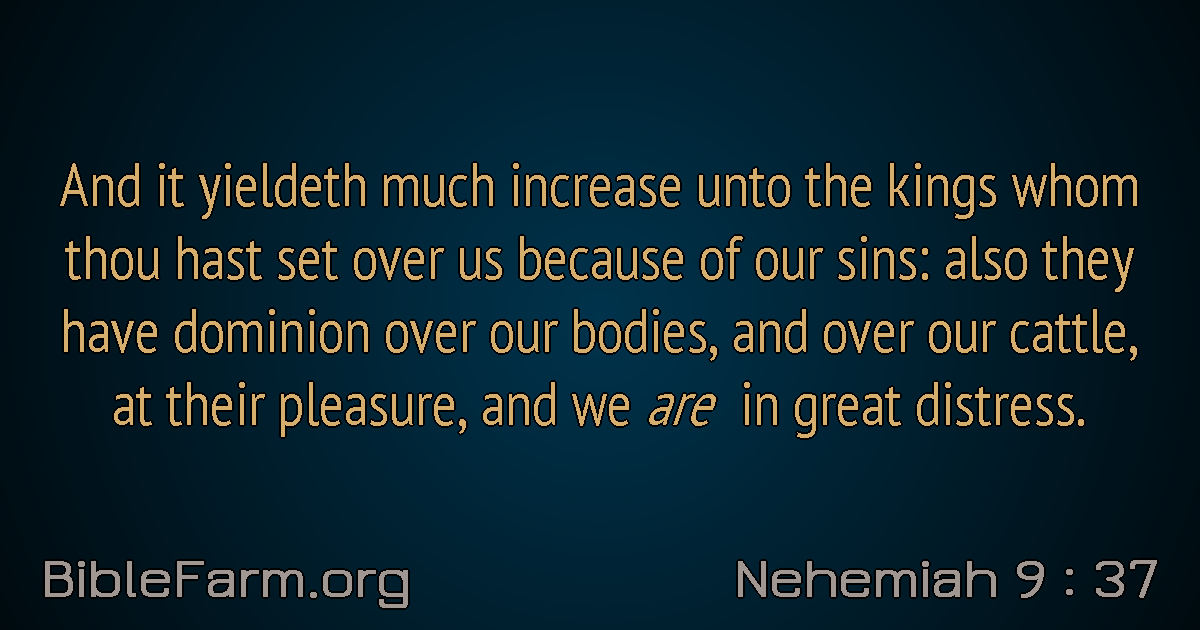 And it yieldeth much increase unto the kings whom
thou hast set over us because of our sins: also they
have dominion over our bodies, and over our cattle,
at their pleasure, and we are in great distress.
BibleFarm.org
Nehemiah 9 : 37